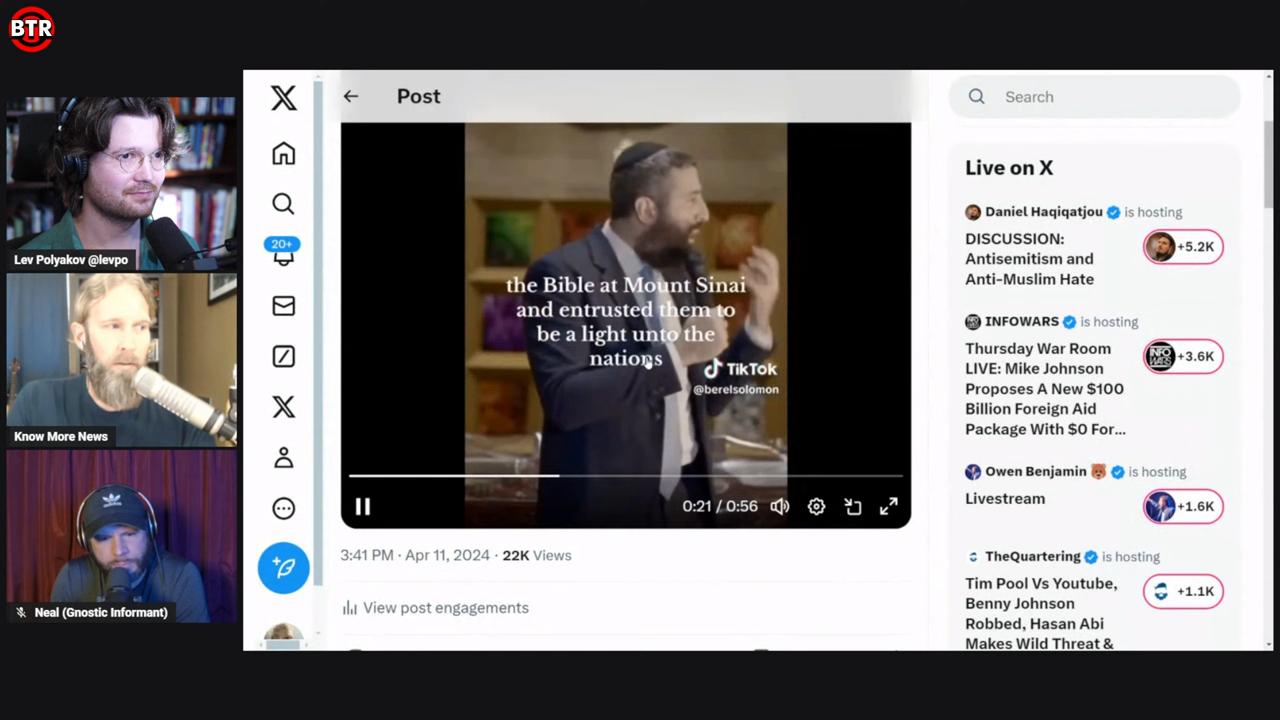 BTR
Lev Polyakov @levpo
Know More News
Neal (Gnostic Informant)
20+
Post
the Bible at Mount Sinai
and entrusted them to
be a light unto the
nations
TikTok
@berelsolomon
0:21 / 0:56
3:41 PM · Apr 11, 2024 · 22K Views
View post engagements
Search
Live on X
Daniel Haqiqatjou is hosting
DISCUSSION:
Antisemitism and
Anti-Muslim Hate
+5.2K
INFOWARS is hosting
Thursday War Room
LIVE: Mike Johnson
Proposes A New $100
Billion Foreign Aid
Package With $0 For...
+3.6K
Owen Benjamin 🐻 is hosting
Livestream
+1.6K
TheQuartering is hosting
Tim Pool Vs Youtube,
Benny Johnson
Robbed, Hasan Abi
Makes Wild Threat &
+1.1K